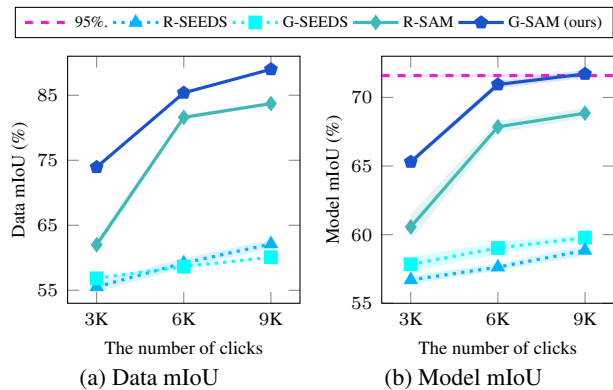 95%. R-SEEDS G-SEEDS R-SAM G-SAM (ours)
Data mIoU (%)
85
75
65
55
3K 6K 9K
The number of clicks
(a) Data mIoU
Model mIoU (%)
70
65
60
55
3K 6K 9K
The number of clicks
(b) Model mIoU